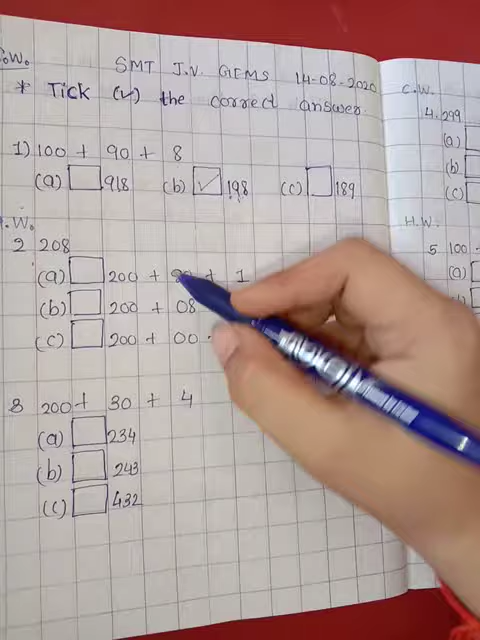 C.W.
SMT J.V. GEMS 14-08-2020
* Tick (✓) the correct answer.
1) 100 + 90 + 8
(a) 918 (b) ✓ 198 (c) 189
H.W.
2 208
(a) 200 + + 1
(b) 200 + 08
(c) 200 + 00
3 200 + 30 + 4
(a) 234
(b) 243
(c) 432
C.W.
4. 299
(a)
(b)
(c)
H.W.
5 100
(a)